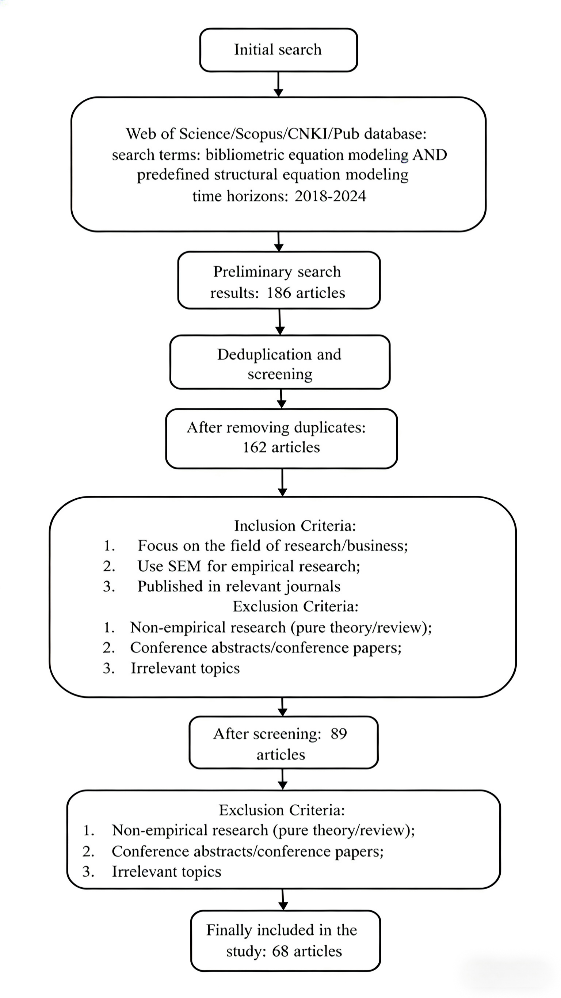 Initial search
Web of Science/Scopus/CNKI/Pub database:
search terms: bibliometric equation modeling AND
predefined structural equation modeling
time horizons: 2018-2024
Preliminary search
results: 186 articles
Deduplication and
screening
After removing duplicates:
162 articles
Inclusion Criteria:
1. Focus on the field of research/business;
2. Use SEM for empirical research;
3. Published in relevant journals
Exclusion Criteria:
1. Non-empirical research (pure theory/review);
2. Conference abstracts/conference papers;
3. Irrelevant topics
After screening: 89
articles
Exclusion Criteria:
1. Non-empirical research (pure theory/review);
2. Conference abstracts/conference papers;
3. Irrelevant topics
Finally included in the
study: 68 articles